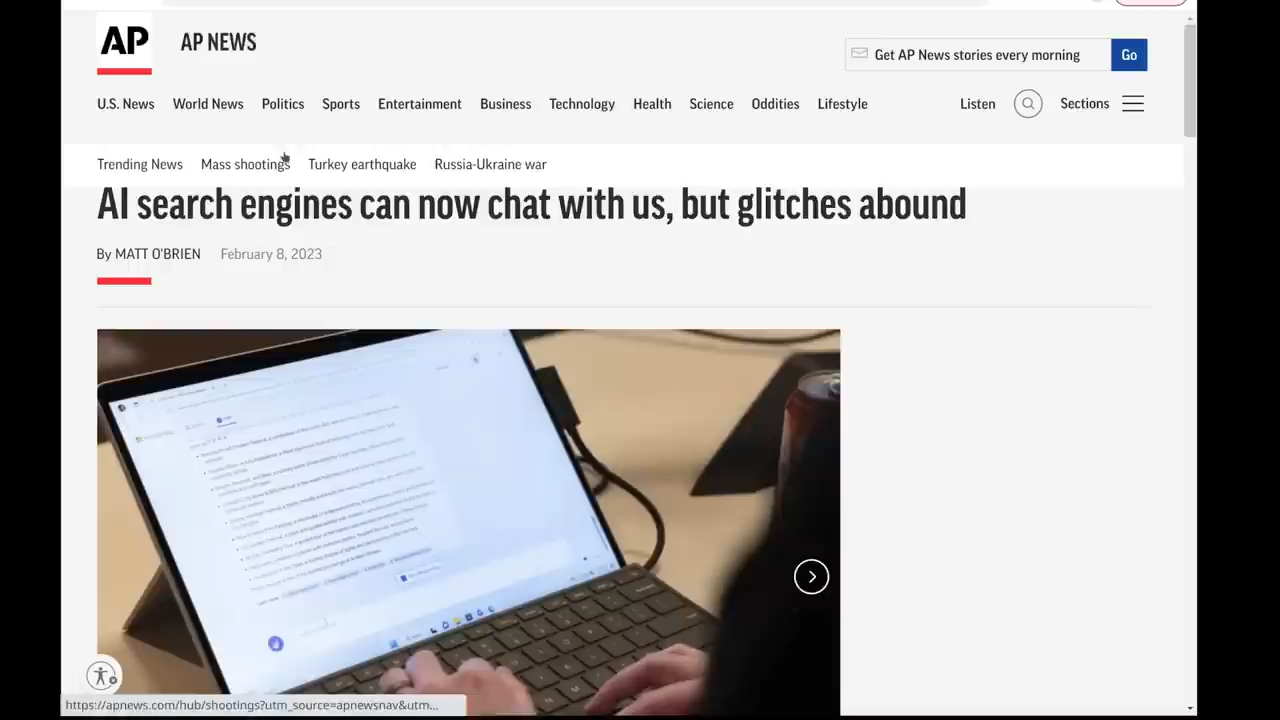 AP
AP NEWS
Get AP News stories every morning Go
U.S. News World News Politics Sports Entertainment Business Technology Health Science Oddities Lifestyle Listen Sections
Trending News Mass shootings Turkey earthquake Russia-Ukraine war
AI search engines can now chat with us, but glitches abound
By MATT O'BRIEN February 8, 2023
https://apnews.com/hub/shootings?utm_source=apnewsnav&utm...